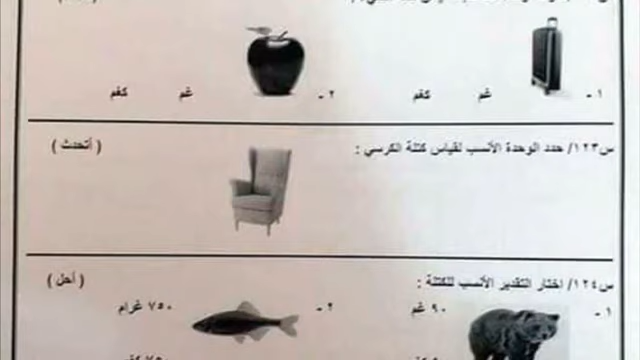 ١ - غم كغم
٢ - غم كغم
س١٢٣/ حدد الوحدة الأنسب لقياس كتلة الكرسي : ( أتحدث )
س١٢٤/ اختار التقدير الأنسب للكتلة : ( أحل )
١ - ٩٠ غم
٢ - ٧٥٠ غرام